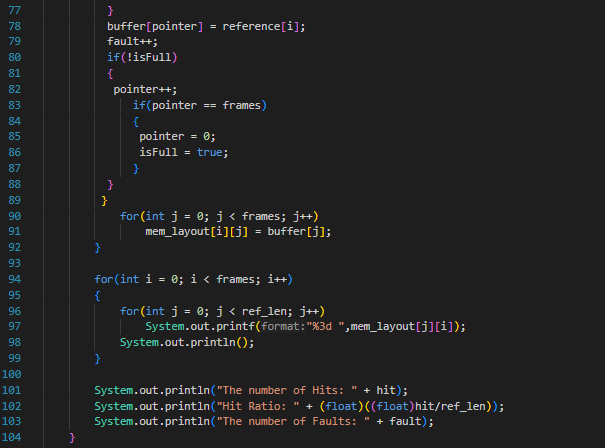 77 }
78 buffer[pointer] = reference[i];
79 fault++;
80 if(!isFull)
81 {
82 pointer++;
83 if(pointer == frames)
84 {
85 pointer = 0;
86 isFull = true;
87 }
88 }
89 }
90 for(int j = 0; j < frames; j++)
91 mem_layout[i][j] = buffer[j];
92 }
93
94 for(int i = 0; i < frames; i++)
95 {
96 for(int j = 0; j < ref_len; j++)
97 System.out.printf(format:"%3d ",mem_layout[j][i]);
98 System.out.println();
99 }
100
101 System.out.println("The number of Hits: " + hit);
102 System.out.println("Hit Ratio: " + (float)((float)hit/ref_len));
103 System.out.println("The number of Faults: " + fault);
104 }